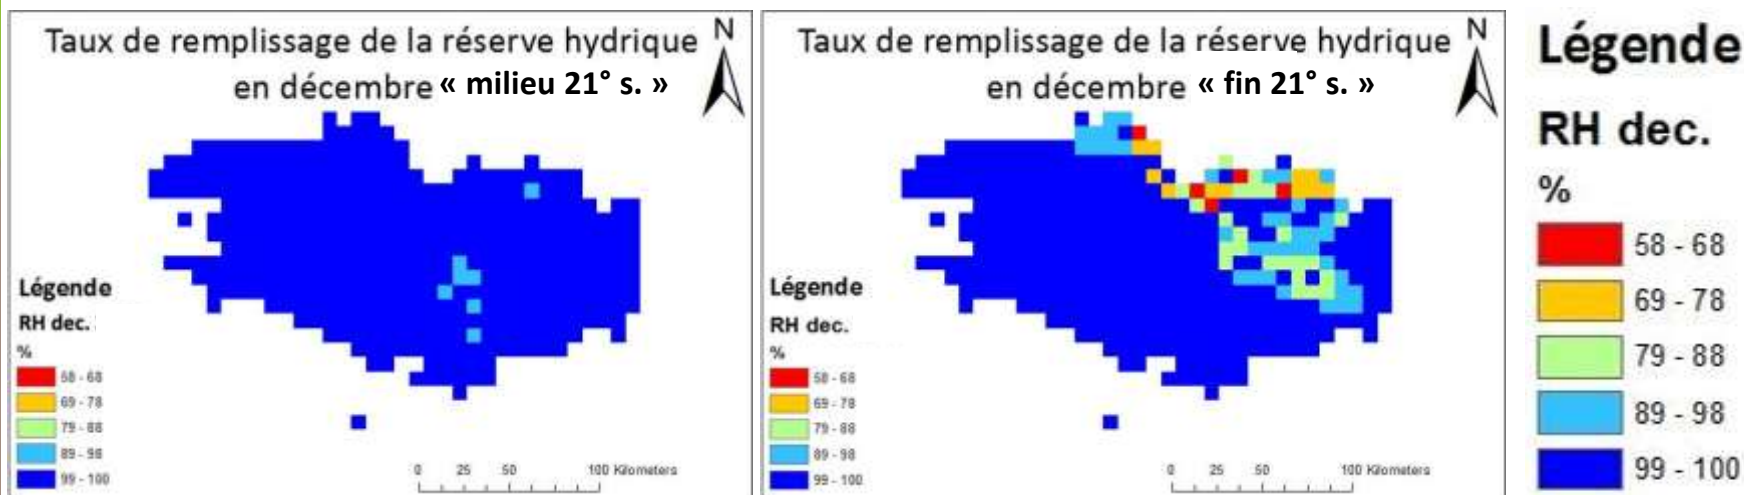 Taux de remplissage de la réserve hydrique
en décembre « milieu 21° s. »
N
Légende
RH dec.
%
58 - 68
69 - 78
79 - 88
89 - 98
99 - 100
0 25 50 100 Kilometers
Taux de remplissage de la réserve hydrique
en décembre « fin 21° s. »
N
Légende
RH dec.
%
58 - 68
69 - 78
79 - 88
89 - 98
99 - 100
0 25 50 100 Kilometers
Légende
RH dec.
%
58 - 68
69 - 78
79 - 88
89 - 98
99 - 100